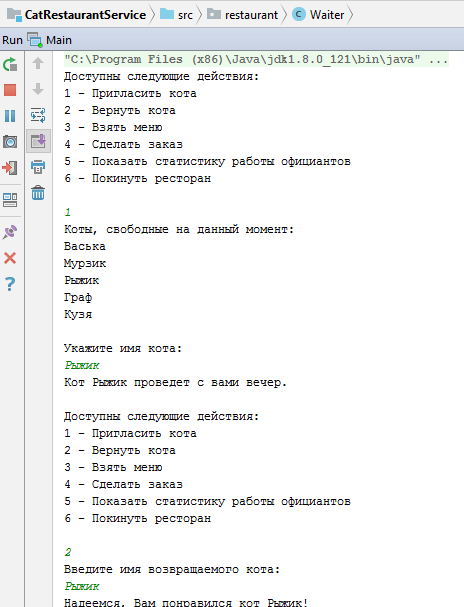 CatRestaurantService src restaurant Waiter
Run Main
"C:\Program Files (x86)\Java\jdk1.8.0_121\bin\java" ...
Доступны следующие действия:
1 - Пригласить кота
2 - Вернуть кота
3 - Взять меню
4 - Сделать заказ
5 - Показать статистику работы официантов
6 - Покинуть ресторан
1
Коты, свободные на данный момент:
Васька
Мурзик
Рыжик
Граф
Кузя
Укажите имя кота:
Рыжик
Кот Рыжик проведет с вами вечер.
Доступны следующие действия:
1 - Пригласить кота
2 - Вернуть кота
3 - Взять меню
4 - Сделать заказ
5 - Показать статистику работы официантов
6 - Покинуть ресторан
2
Введите имя возвращаемого кота:
Рыжик
Надеемся, Вам понравился кот Рыжик!